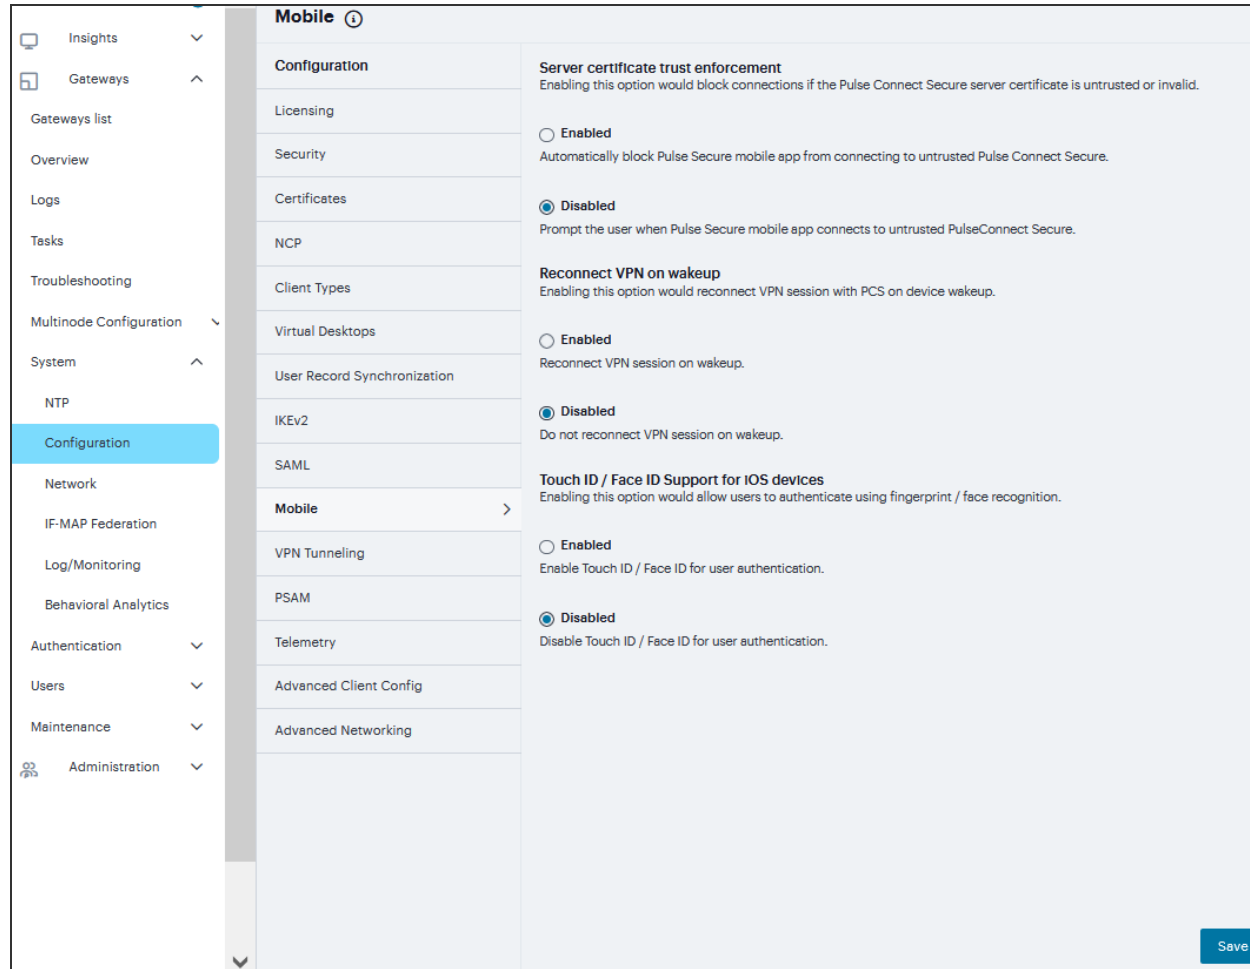 Insights
Gateways
Gateways list
Overview
Logs
Tasks
Troubleshooting
Multinode Configuration
System
NTP
Configuration
Network
IF-MAP Federation
Log/Monitoring
Behavioral Analytics
Authentication
Users
Maintenance
Administration
Mobile
Configuration
Licensing
Security
Certificates
NCP
Client Types
Virtual Desktops
User Record Synchronization
IKEv2
SAML
Mobile
VPN Tunneling
PSAM
Telemetry
Advanced Client Config
Advanced Networking
Server certificate trust enforcement
Enabling this option would block connections if the Pulse Connect Secure server certificate is untrusted or invalid.
Enabled
Automatically block Pulse Secure mobile app from connecting to untrusted Pulse Connect Secure.
Disabled
Prompt the user when Pulse Secure mobile app connects to untrusted PulseConnect Secure.
Reconnect VPN on wakeup
Enabling this option would reconnect VPN session with PCS on device wakeup.
Enabled
Reconnect VPN session on wakeup.
Disabled
Do not reconnect VPN session on wakeup.
Touch ID / Face ID Support for iOS devices
Enabling this option would allow users to authenticate using fingerprint / face recognition.
Enabled
Enable Touch ID / Face ID for user authentication.
Disabled
Disable Touch ID / Face ID for user authentication.
Save